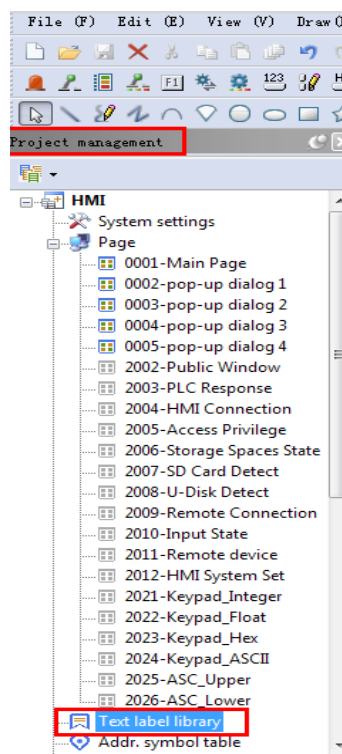 File (F) Edit (E) View (V) Draw
F1 123
Project management
HMI
System settings
Page
0001-Main Page
0002-pop-up dialog 1
0003-pop-up dialog 2
0004-pop-up dialog 3
0005-pop-up dialog 4
2002-Public Window
2003-PLC Response
2004-HMI Connection
2005-Access Privilege
2006-Storage Spaces State
2007-SD Card Detect
2008-U-Disk Detect
2009-Remote Connection
2010-Input State
2011-Remote device
2012-HMI System Set
2021-Keypad_Integer
2022-Keypad_Float
2023-Keypad_Hex
2024-Keypad_ASCII
2025-ASC_Upper
2026-ASC_Lower
Text label library
Addr. symbol table